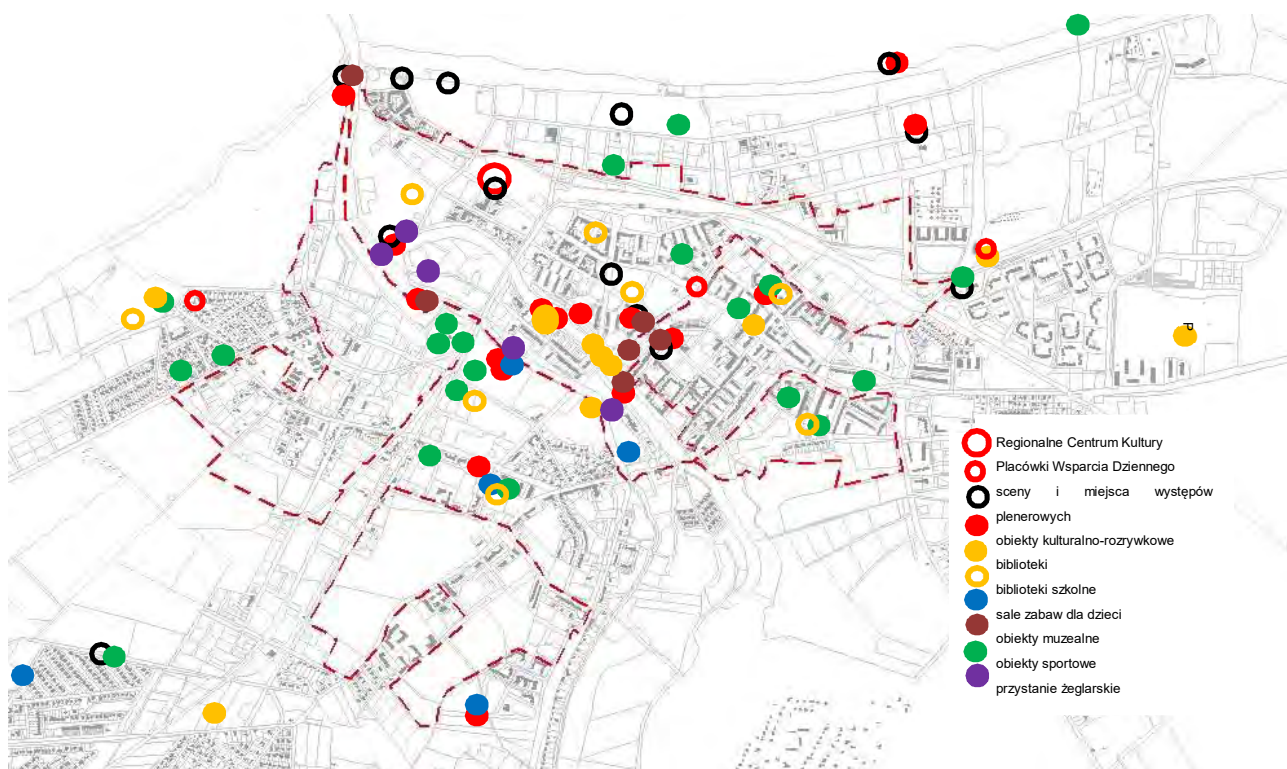 P
Regionalne Centrum Kultury
Placówki Wsparcia Dziennego
sceny i miejsca występów
plenerowych
obiekty kulturalno-rozrywkowe
biblioteki
biblioteki szkolne
sale zabaw dla dzieci
obiekty muzealne
obiekty sportowe
przystanie żeglarskie